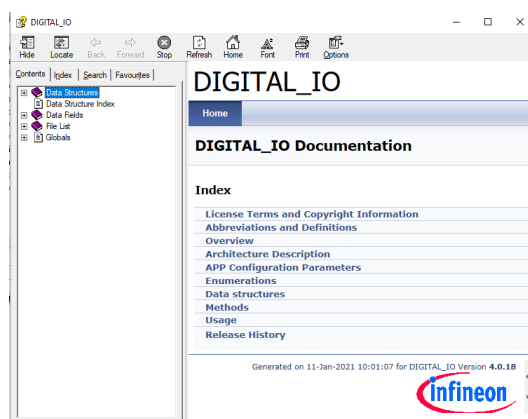 DIGITAL_IO
Hide Locate Back Forward Stop Refresh Home Font Print Options
Contents Index Search Favourites
Data Structures
Data Structure Index
Data Fields
File List
Globals
DIGITAL_IO
Home
DIGITAL_IO Documentation
Index
License Terms and Copyright Information
Abbreviations and Definitions
Overview
Architecture Description
APP Configuration Parameters
Enumerations
Data structures
Methods
Usage
Release History
Generated on 11-Jan-2021 10:01:07 for DIGITAL_IO Version 4.0.18
infineon